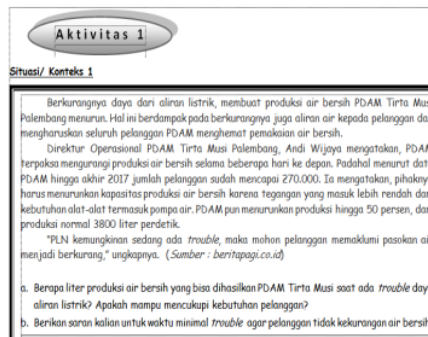 Aktivitas 1
Situasi/ Konteks 1
Berkurangnya daya dari aliran listrik, membuat produksi air bersih PDAM Tirta Mus
Palembang menurun. Hal ini berdampak pada berkurangnya juga aliran air kepada pelanggan da
mengharuskan seluruh pelanggan PDAM menghemat pemakaian air bersih.
Direktur Operasional PDAM Tirta Musi Palembang, Andi Wijaya mengatakan, PDAM
terpaksa mengurangi produksi air bersih selama beberapa hari ke depan. Padahal menurut dat
PDAM hingga akhir 2017 jumlah pelanggan sudah mencapai 270.000. Ia mengatakan, pihakny
harus menurunkan kapasitas produksi air bersih karena tegangan yang masuk lebih rendah dar
kebutuhan alat-alat termasuk pompa air. PDAM pun menurunkan produksi hingga 50 persen, dar
produksi normal 3800 liter perdetik.
"PLN kemungkinan sedang ada trouble, maka mohon pelanggan memaklumi pasokan ai
menjadi berkurang," ungkapnya. (Sumber : beritapagi.co.id)
a. Berapa liter produksi air bersih yang bisa dihasilkan PDAM Tirta Musi saat ada trouble day
aliran listrik? Apakah mampu mencukupi kebutuhan pelanggan?
b. Berikan saran kalian untuk waktu minimal trouble agar pelanggan tidak kekurangan air bersih